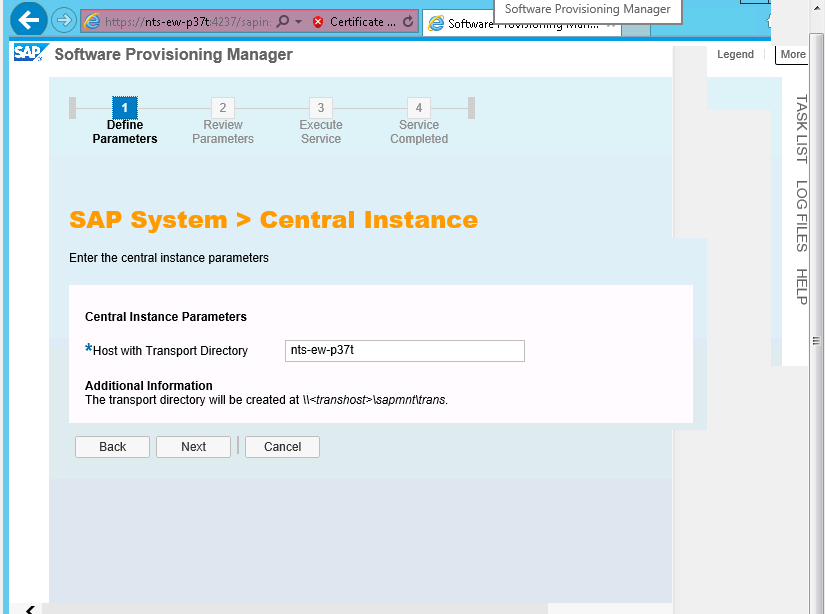 Software Provisioning Manager
https://nts-ew-p37t:4237/sapin:
Certificate ...
Software Provisioning Man...
SAP Software Provisioning Manager
Legend
More
1
Define
Parameters
2
Review
Parameters
3
Execute
Service
4
Service
Completed
TASK LIST
LOG FILES
HELP
SAP System > Central Instance
Enter the central instance parameters
Central Instance Parameters
*Host with Transport Directory
nts-ew-p37t
Additional Information
The transport directory will be created at \\<transhost>\sapmnt\trans.
Back
Next
Cancel